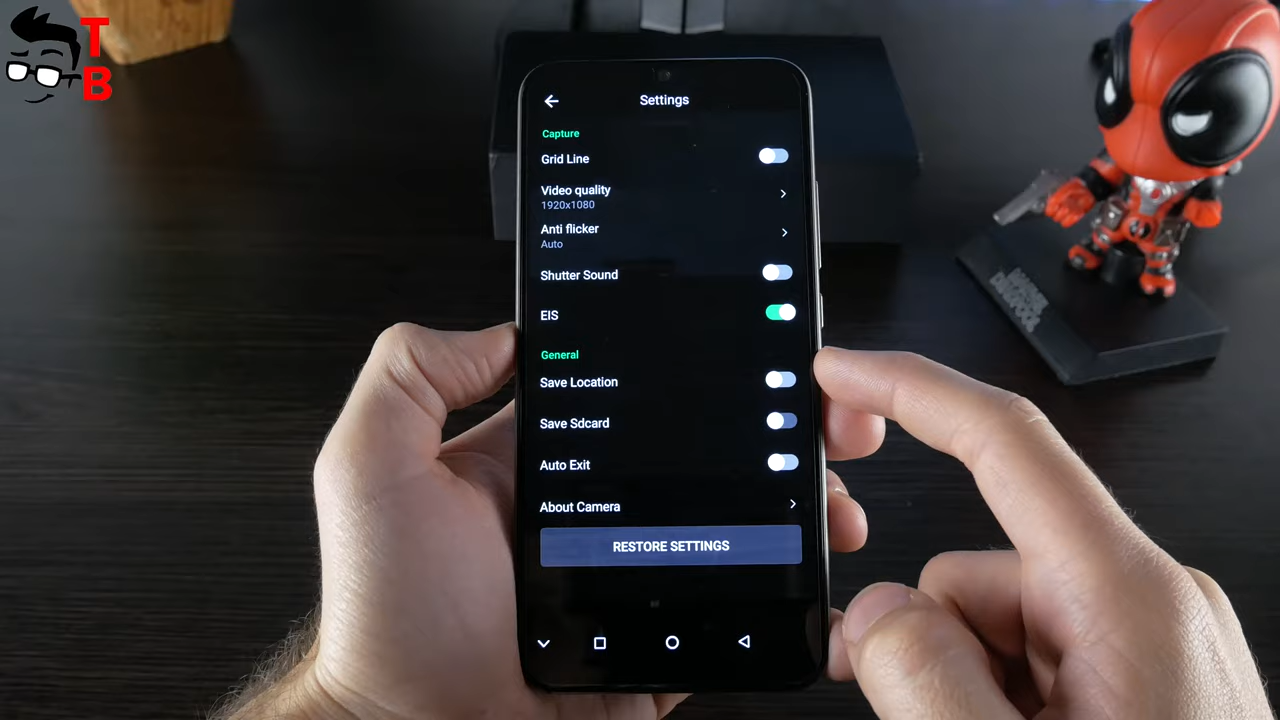 T
B
Settings
Capture
Grid Line
Video quality
1920x1080
Anti flicker
Auto
Shutter Sound
EIS
General
Save Location
Save Sdcard
Auto Exit
About Camera
RESTORE SETTINGS
DEADPOOL